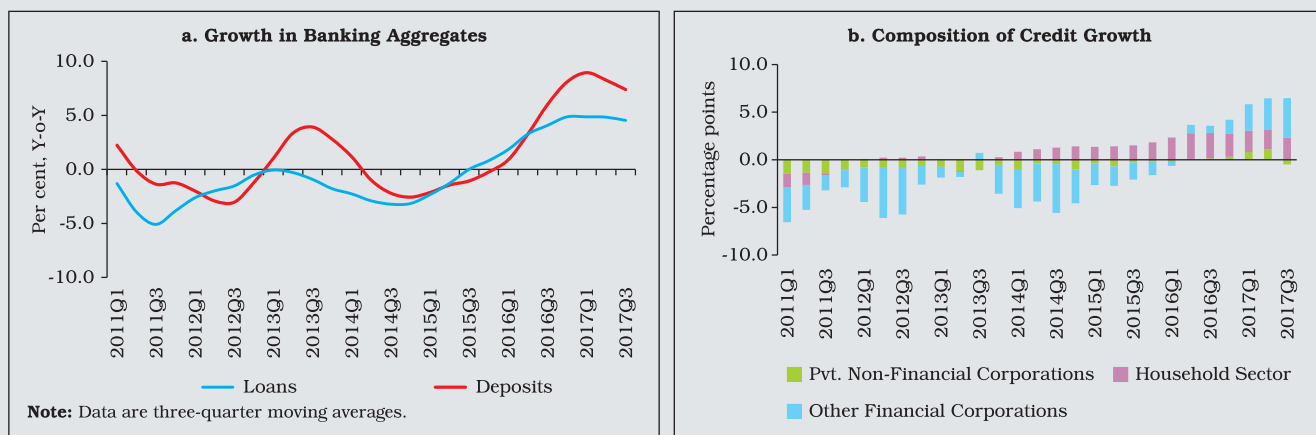 a. Growth in Banking Aggregates
Per cent, Y-o-Y
10.0
5.0
0.0
-5.0
-10.0
2011Q1
2011Q3
2012Q1
2012Q3
2013Q1
2013Q3
2014Q1
2014Q3
2015Q1
2015Q3
2016Q1
2016Q3
2017Q1
2017Q3
Loans
Deposits
Note: Data are three-quarter moving averages.
b. Composition of Credit Growth
Percentage points
10.0
5.0
0.0
-5.0
-10.0
2011Q1
2011Q3
2012Q1
2012Q3
2013Q1
2013Q3
2014Q1
2014Q3
2015Q1
2015Q3
2016Q1
2016Q3
2017Q1
2017Q3
Pvt. Non-Financial Corporations
Household Sector
Other Financial Corporations